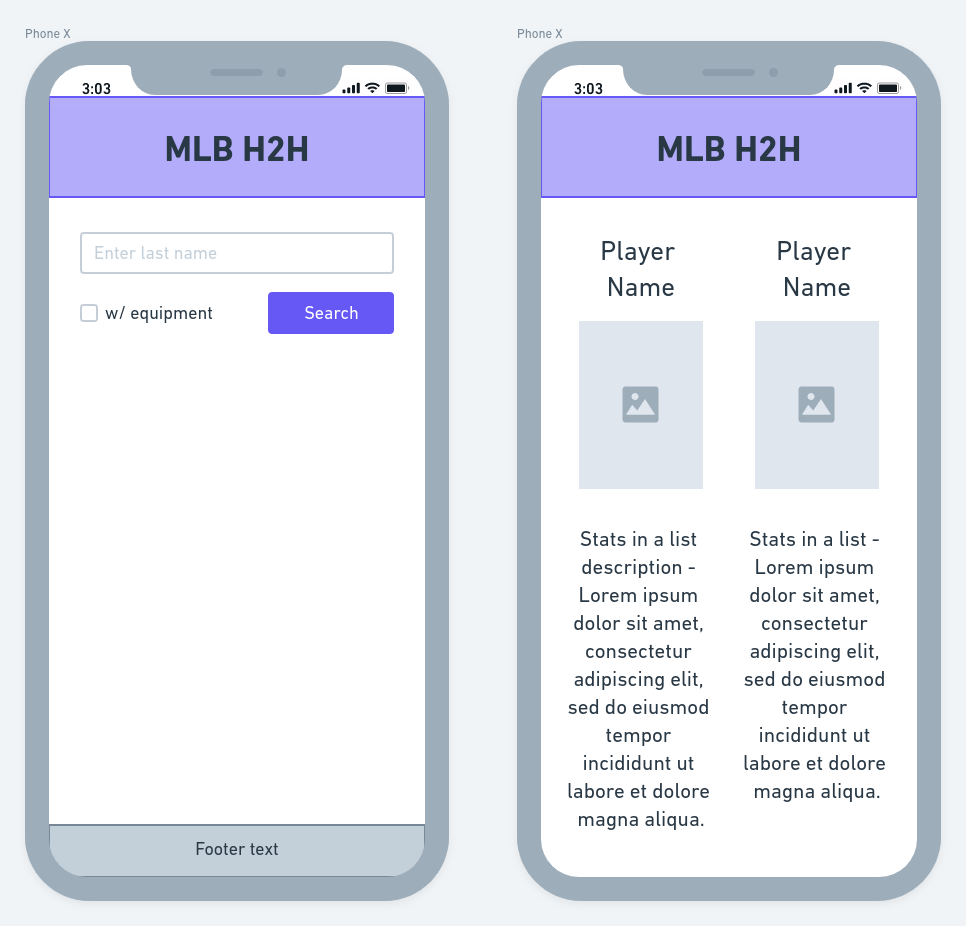 Phone X
3:03
MLB H2H
Enter last name
w/ equipment
Search
Footer text
Phone X
3:03
MLB H2H
Player
Name
Stats in a list
description -
Lorem ipsum
dolor sit amet,
consectetur
adipiscing elit,
sed do eiusmod
tempor
incididunt ut
labore et dolore
magna aliqua.
Player
Name
Stats in a list -
Lorem ipsum
dolor sit amet,
consectetur
adipiscing elit,
sed do eiusmod
tempor
incididunt ut
labore et dolore
magna aliqua.